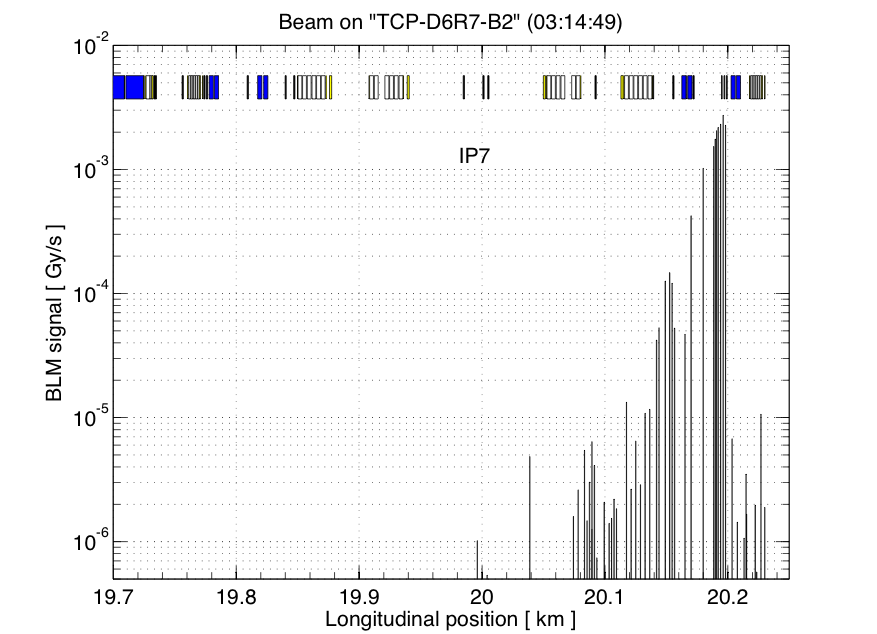 Beam on "TCP-D6R7-B2" (03:14:49)
10-2
IP7
10-3
10-4
10-5
10-6
BLM signal [ Gy/s ]
19.7 19.8 19.9 20 20.1 20.2
Longitudinal position [ km ]